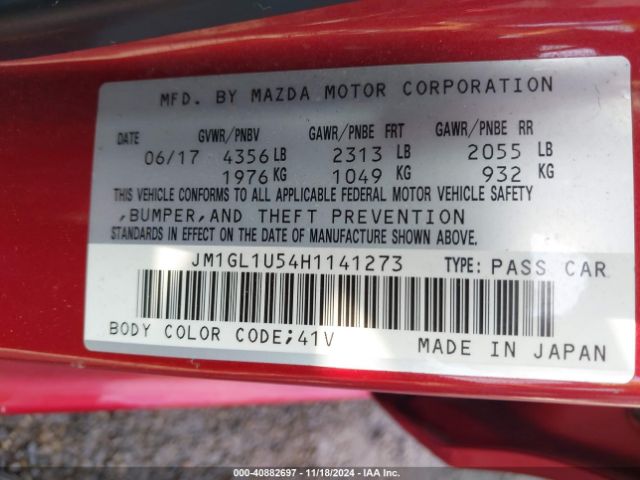 MFD. BY MAZDA MOTOR CORPORATION
DATE GVWR/PNBV GAWR/PNBE FRT GAWR/PNBE RR
06/17 4356 LB 2313 LB 2055 LB
1976 KG 1049 KG 932 KG
THIS VEHICLE CONFORMS TO ALL APPLICABLE FEDERAL MOTOR VEHICLE SAFETY
,BUMPER,AND THEFT PREVENTION
STANDARDS IN EFFECT ON THE DATE OF MANUFACTURE SHOWN ABOVE.
JM1GL1U54H1141273 TYPE: PASS CAR
BODY COLOR CODE;41V MADE IN JAPAN
© - 40882697 - 11/18/2024 - IAA Inc.